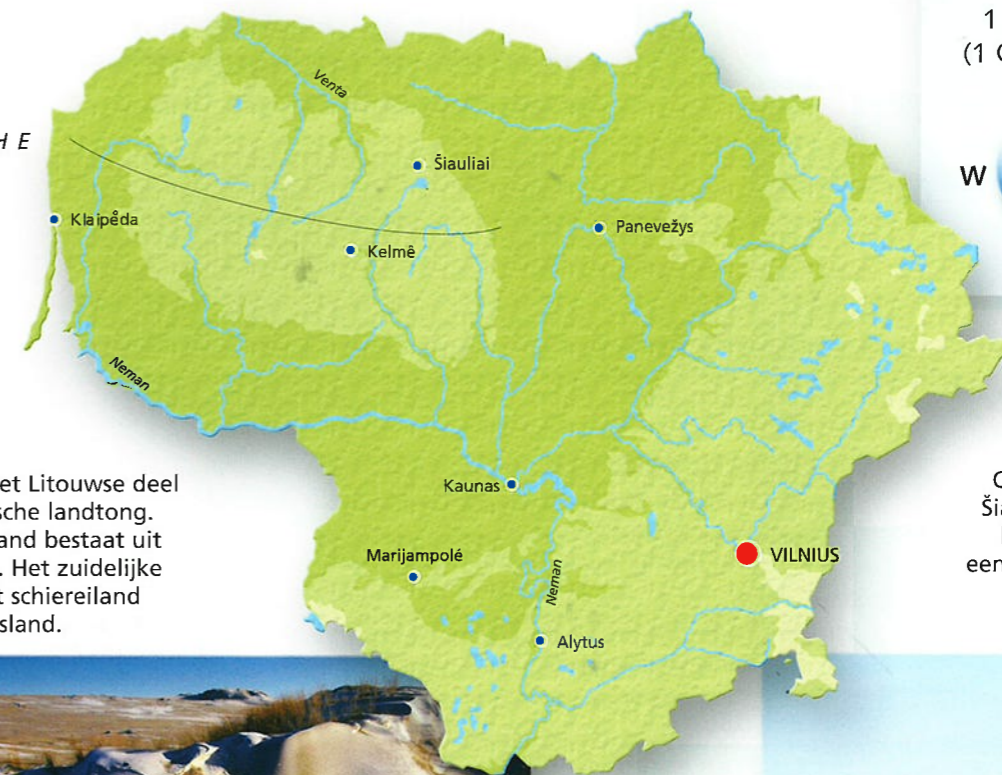 1
(1
H E
W
Venta
Šiauliai
Klaipėda
Kelmė
Panevežys
Neman
Kaunas
Marijampolé
Neman
Alytus
VILNIUS
et Litouwse deel
sche landtong.
and bestaat uit
. Het zuidelijke
t schiereiland
sland.
Šia
een